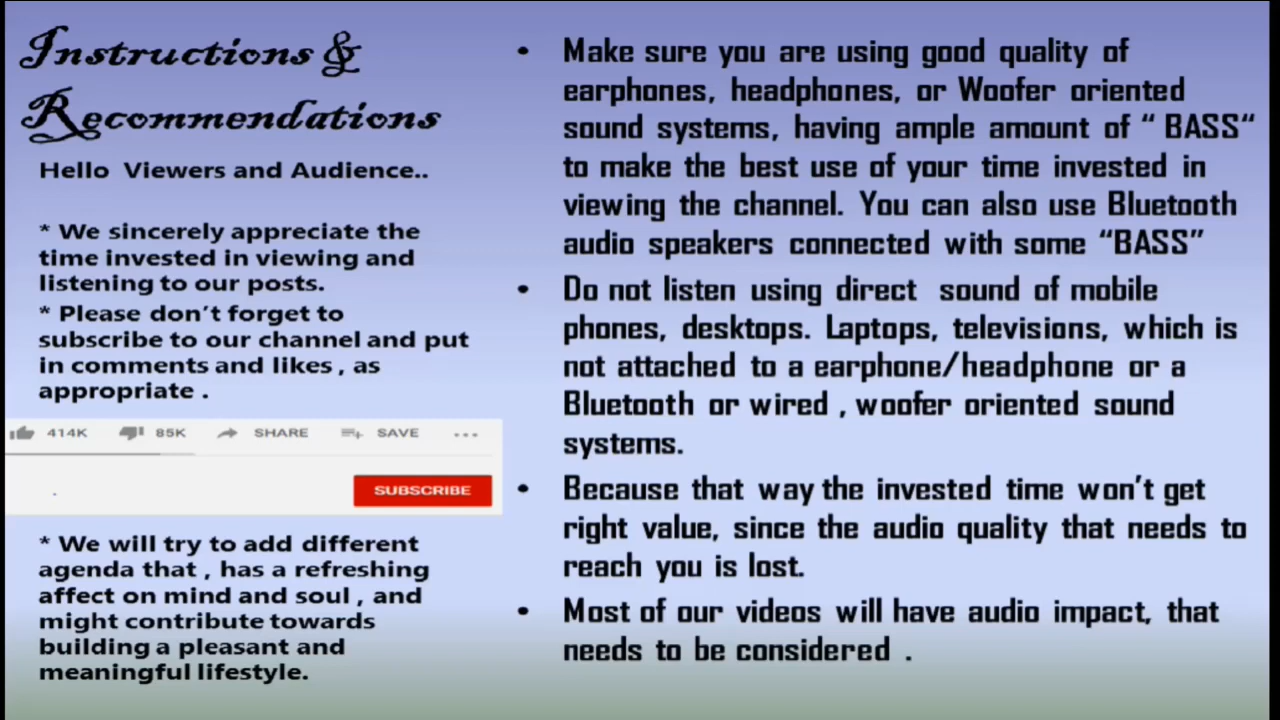 Instructions &
Recommendations
Hello Viewers and Audience..
* We sincerely appreciate the
time invested in viewing and
listening to our posts.
* Please don't forget to
subscribe to our channel and put
in comments and likes , as
appropriate .
414K 85K SHARE SAVE ...
SUBSCRIBE
* We will try to add different
agenda that , has a refreshing
affect on mind and soul , and
might contribute towards
building a pleasant and
meaningful lifestyle.
• Make sure you are using good quality of
earphones, headphones, or Woofer oriented
sound systems, having ample amount of “ BASS“
to make the best use of your time invested in
viewing the channel. You can also use Bluetooth
audio speakers connected with some “BASS”
• Do not listen using direct sound of mobile
phones, desktops. Laptops, televisions, which is
not attached to a earphone/headphone or a
Bluetooth or wired , woofer oriented sound
systems.
• Because that way the invested time won't get
right value, since the audio quality that needs to
reach you is lost.
• Most of our videos will have audio impact, that
needs to be considered .